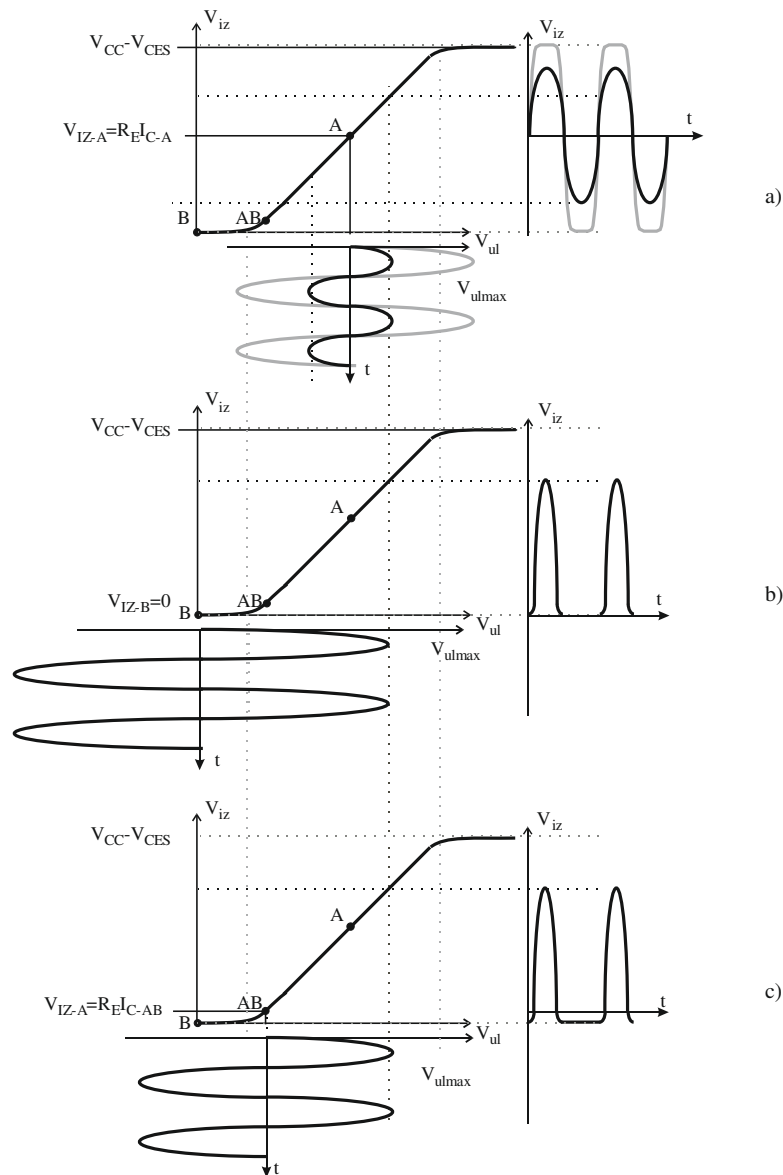 V_iz
V_CC-V_CES
V_iz
t
A
V_IZ-A=R_EI_C-A
a)
B
AB
V_ul
V_ulmax
t
V_iz
V_CC-V_CES
V_iz
A
V_IZ-B=0
B
AB
b)
t
V_ul
V_ulmax
t
V_iz
V_CC-V_CES
V_iz
A
V_IZ-A=R_EI_C-AB
AB
B
c)
t
V_ul
V_ulmax
t